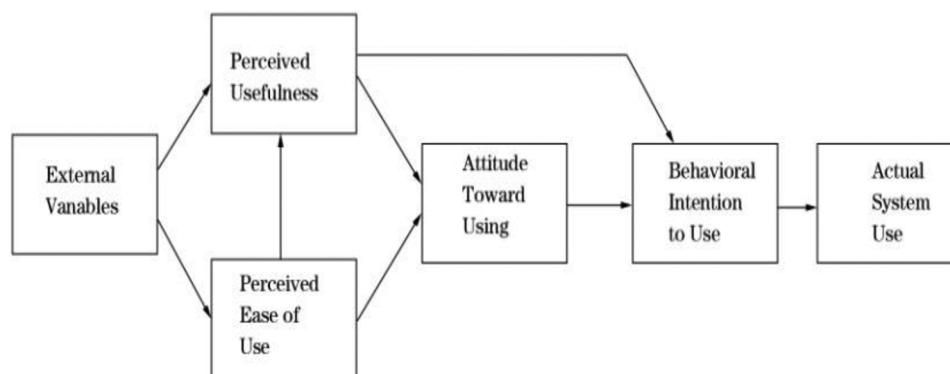 Perceived
Usefulness
External
Vanables
Attitude
Toward
Using
Behavioral
Intention
to Use
Actual
System
Use
Perceived
Ease of
Use